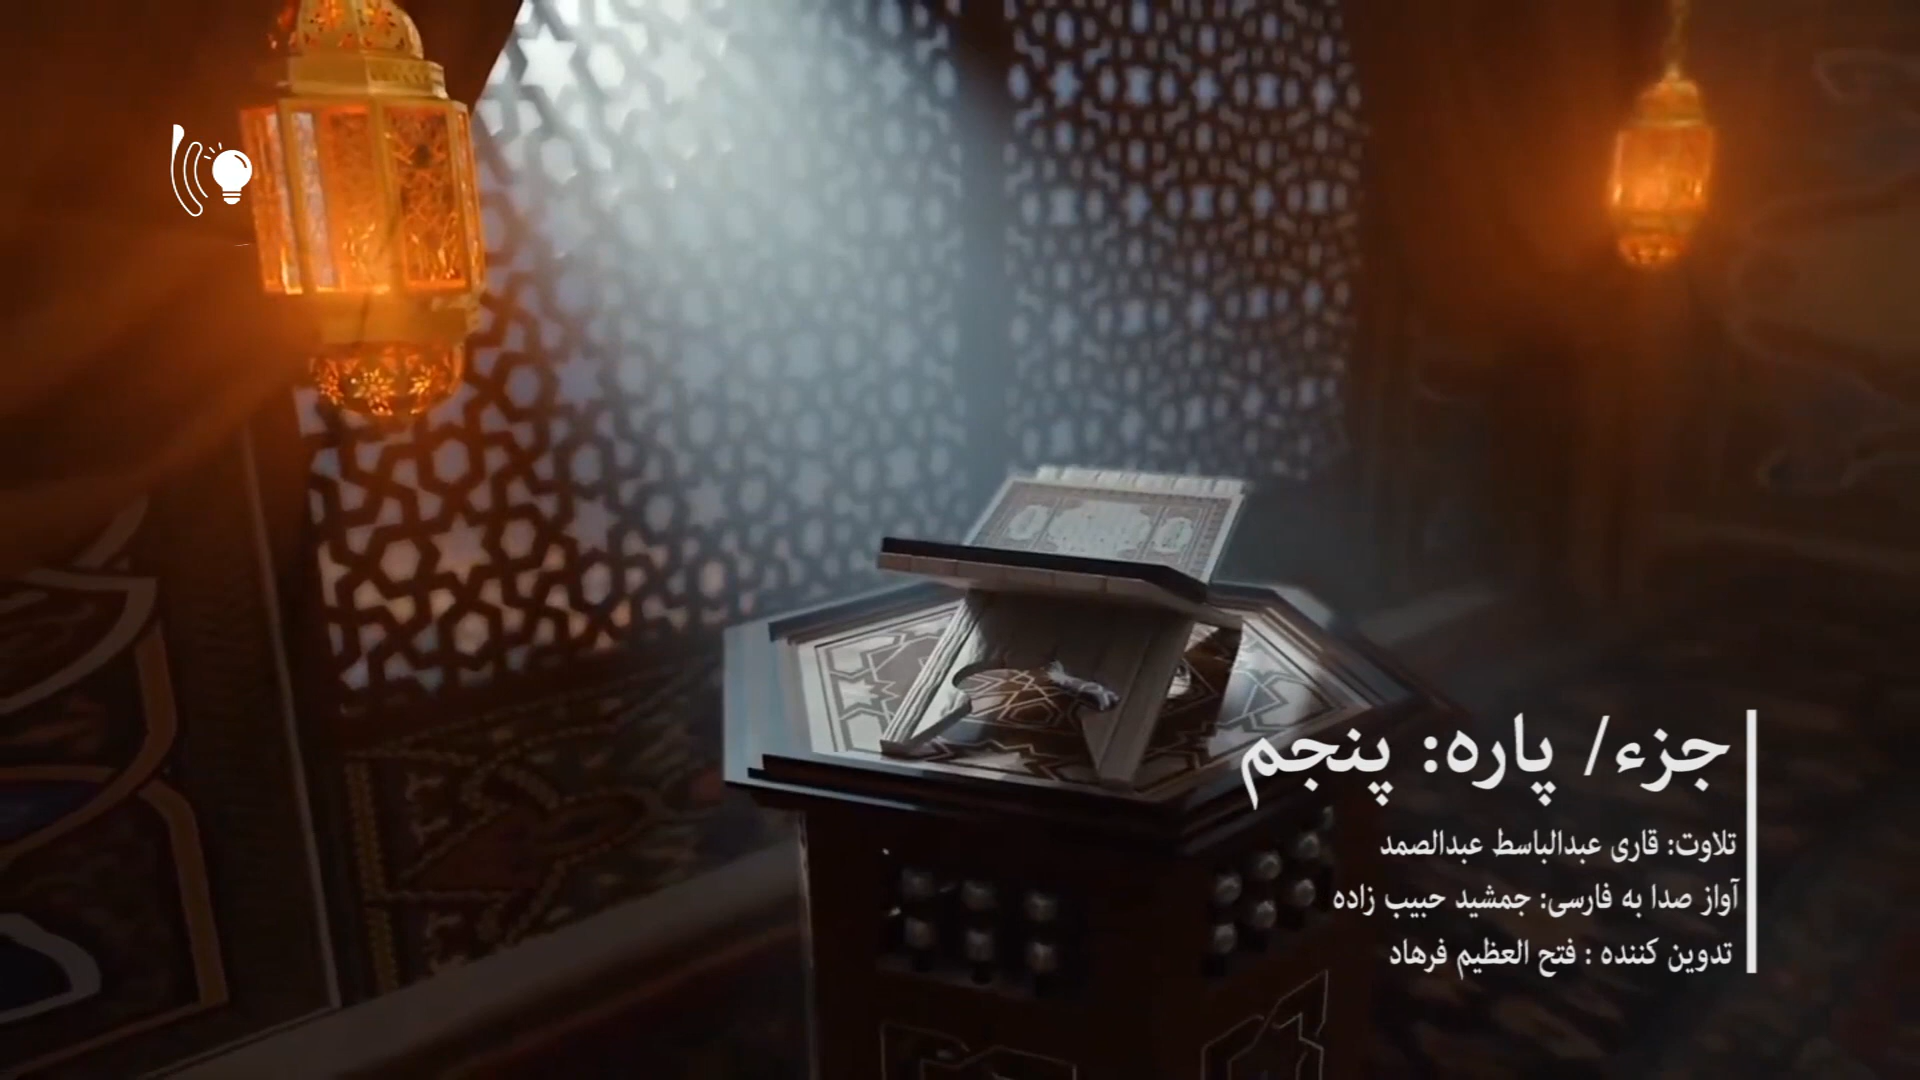 جزء/ پاره: پنجم
تلاوت: قاری عبدالباسط عبدالصمد
آواز صدا به فارسی: جمشید حبیب زاده
تدوین کننده : فتح العظیم فرهاد